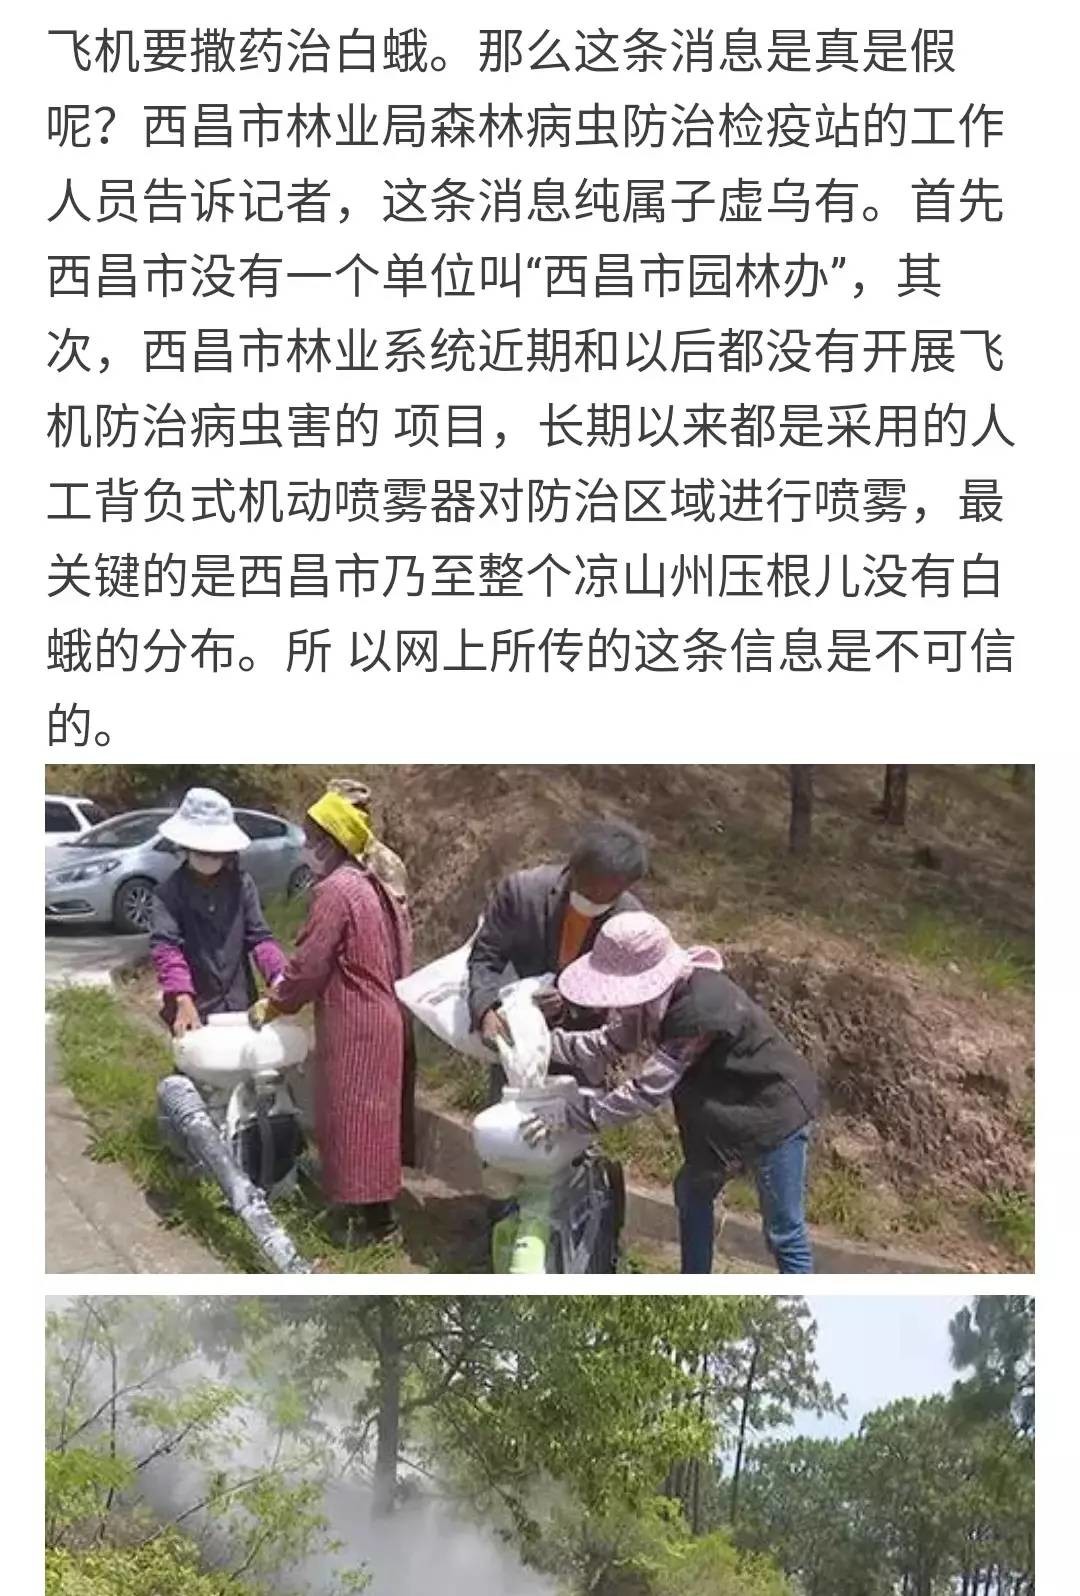 飞机要撒药治白蛾。那么这条消息是真是假
呢？西昌市林业局森林病虫防治检疫站的工作
人员告诉记者，这条消息纯属子虚乌有。首先
西昌市没有一个单位叫“西昌市园林办”，其
次，西昌市林业系统近期和以后都没有开展飞
机防治病虫害的 项目，长期以来都是采用的人
工背负式机动喷雾器对防治区域进行喷雾，最
关键的是西昌市乃至整个凉山州压根儿没有白
蛾的分布。所 以网上所传的这条信息是不可信
的。